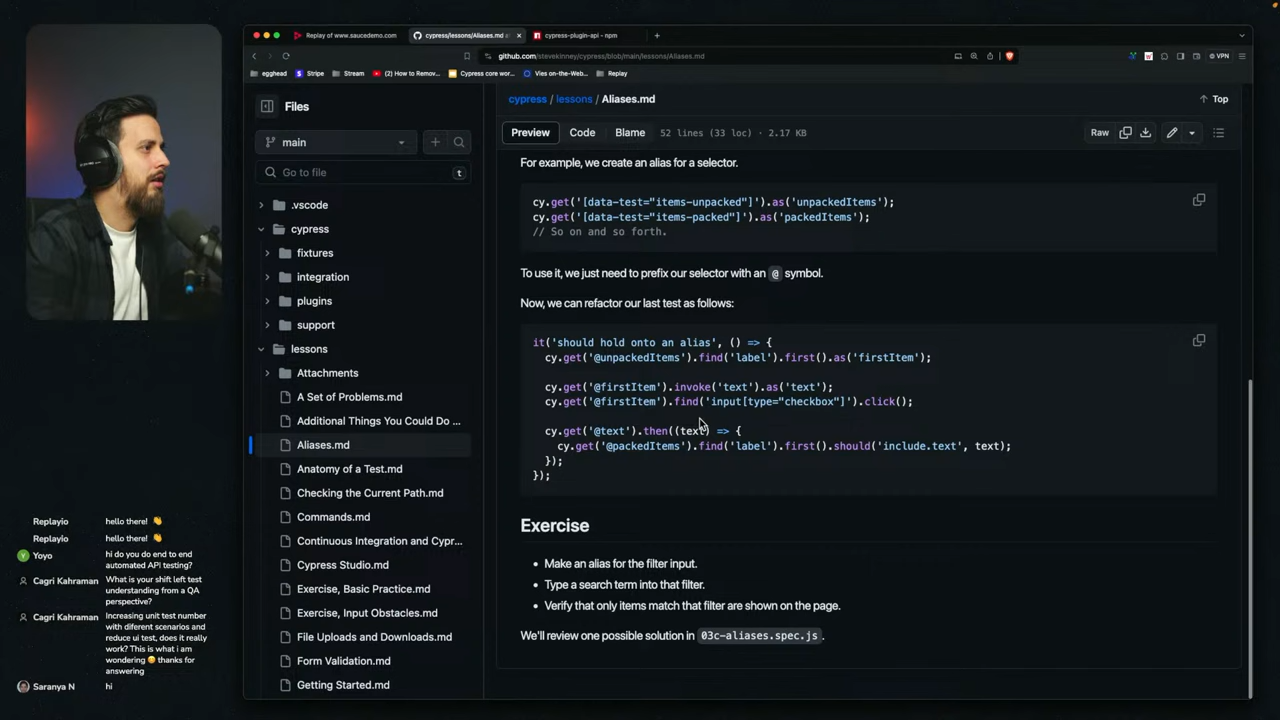 Replay of www.saucedemo.com
cypress/lessons/Aliases.md at
cypress-plugin-api - npm
github.com/stevekinney/cypress/blob/main/lessons/Aliases.md
VPN
egghead
Stripe
Stream
(2) How to Remov...
Cypress core wor...
Vies on-the-Web...
Replay
Files
main
Go to file
t
.vscode
cypress
fixtures
integration
plugins
support
lessons
Attachments
A Set of Problems.md
Additional Things You Could Do ...
Aliases.md
Anatomy of a Test.md
Checking the Current Path.md
Commands.md
Continuous Integration and Cypr...
Cypress Studio.md
Exercise, Basic Practice.md
Exercise, Input Obstacles.md
File Uploads and Downloads.md
Form Validation.md
Getting Started.md
cypress / lessons / Aliases.md
Top
Preview
Code
Blame
52 lines (33 loc) · 2.17 KB
Raw
For example, we create an alias for a selector.
cy.get('[data-test="items-unpacked"]').as('unpackedItems');
cy.get('[data-test="items-packed"]').as('packedItems');
// So on and so forth.
To use it, we just need to prefix our selector with an @ symbol.
Now, we can refactor our last test as follows:
it('should hold onto an alias', () => {
cy.get('@unpackedItems').find('label').first().as('firstItem');
cy.get('@firstItem').invoke('text').as('text');
cy.get('@firstItem').find('input[type="checkbox"]').click();
cy.get('@text').then((text) => {
cy.get('@packedItems').find('label').first().should('include.text', text);
});
});
Exercise
• Make an alias for the filter input.
• Type a search term into that filter.
• Verify that only items match that filter are shown on the page.
We'll review one possible solution in 03c-aliases.spec.js.
Replayio hello there! 👋
Replayio hello there! 👋
Y Yoyo hi do you do end to end
automated API testing?
Cagri Kahraman What is your shift left test
understanding from a QA
perspective?
Cagri Kahraman Increasing unit test number
with diferent scenarios and
reduce ui test, does it really
work? This is what i am
wondering 😊 thanks for
answering
Saranya N hi